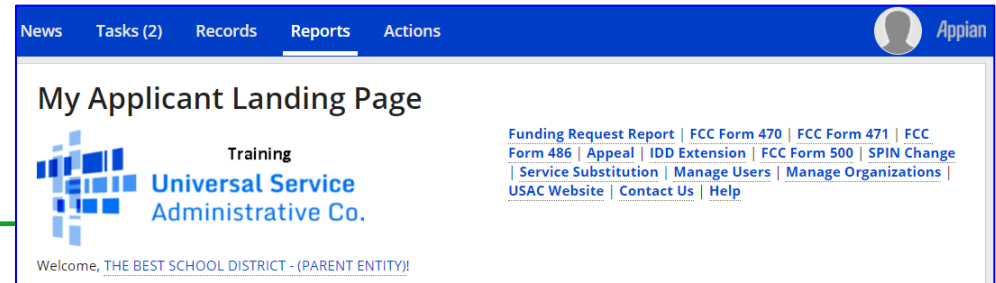 News Tasks (2) Records Reports Actions Appian
My Applicant Landing Page
Training
Universal Service
Administrative Co.
Funding Request Report | FCC Form 470 | FCC Form 471 | FCC
Form 486 | Appeal | IDD Extension | FCC Form 500 | SPIN Change
| Service Substitution | Manage Users | Manage Organizations |
USAC Website | Contact Us | Help
Welcome, THE BEST SCHOOL DISTRICT - (PARENT ENTITY)!